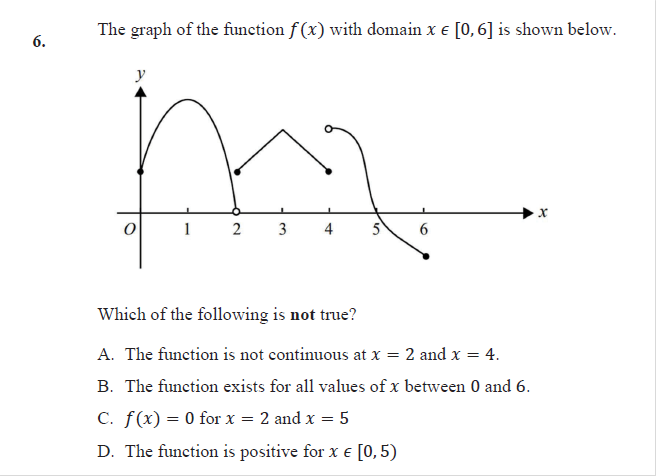 6. The graph of the function f(x) with domain x ϵ [0, 6] is shown below.
y
O 1 2 3 4 5 6 x
Which of the following is not true?
A. The function is not continuous at x = 2 and x = 4.
B. The function exists for all values of x between 0 and 6.
C. f(x) = 0 for x = 2 and x = 5
D. The function is positive for x ϵ [0, 5)